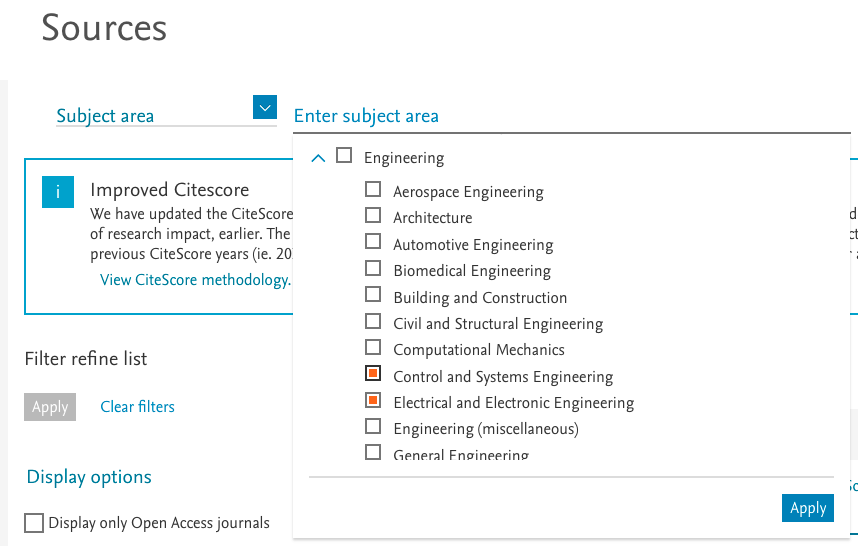 Sources
Subject area
Enter subject area
Engineering
Aerospace Engineering
Architecture
Automotive Engineering
Biomedical Engineering
Building and Construction
Civil and Structural Engineering
Computational Mechanics
Control and Systems Engineering
Electrical and Electronic Engineering
Engineering (miscellaneous)
General Engineering
Apply
i
Improved Citescore
We have updated the CiteScore
of research impact, earlier. The
previous CiteScore years (ie. 20
View CiteScore methodology.
Filter refine list
Apply
Clear filters
Display options
Display only Open Access journals